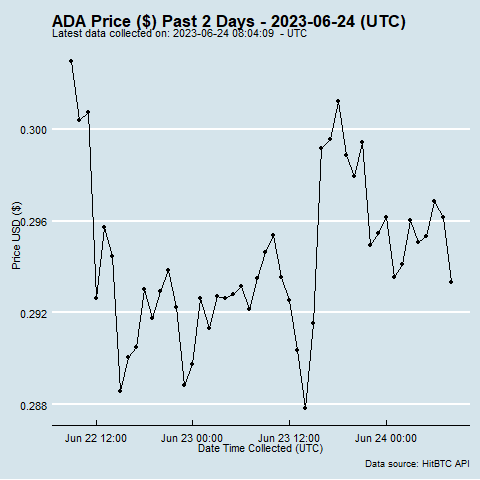 ADA Price ($) Past 2 Days - 2023-06-24 (UTC)
Latest data collected on: 2023-06-24 08:04:09  - UTC
Price USD ($)
0.300
0.296
0.292
0.288
Jun 22 12:00 Jun 23 00:00 Jun 23 12:00 Jun 24 00:00
Date Time Collected (UTC)
Data source: HitBTC API